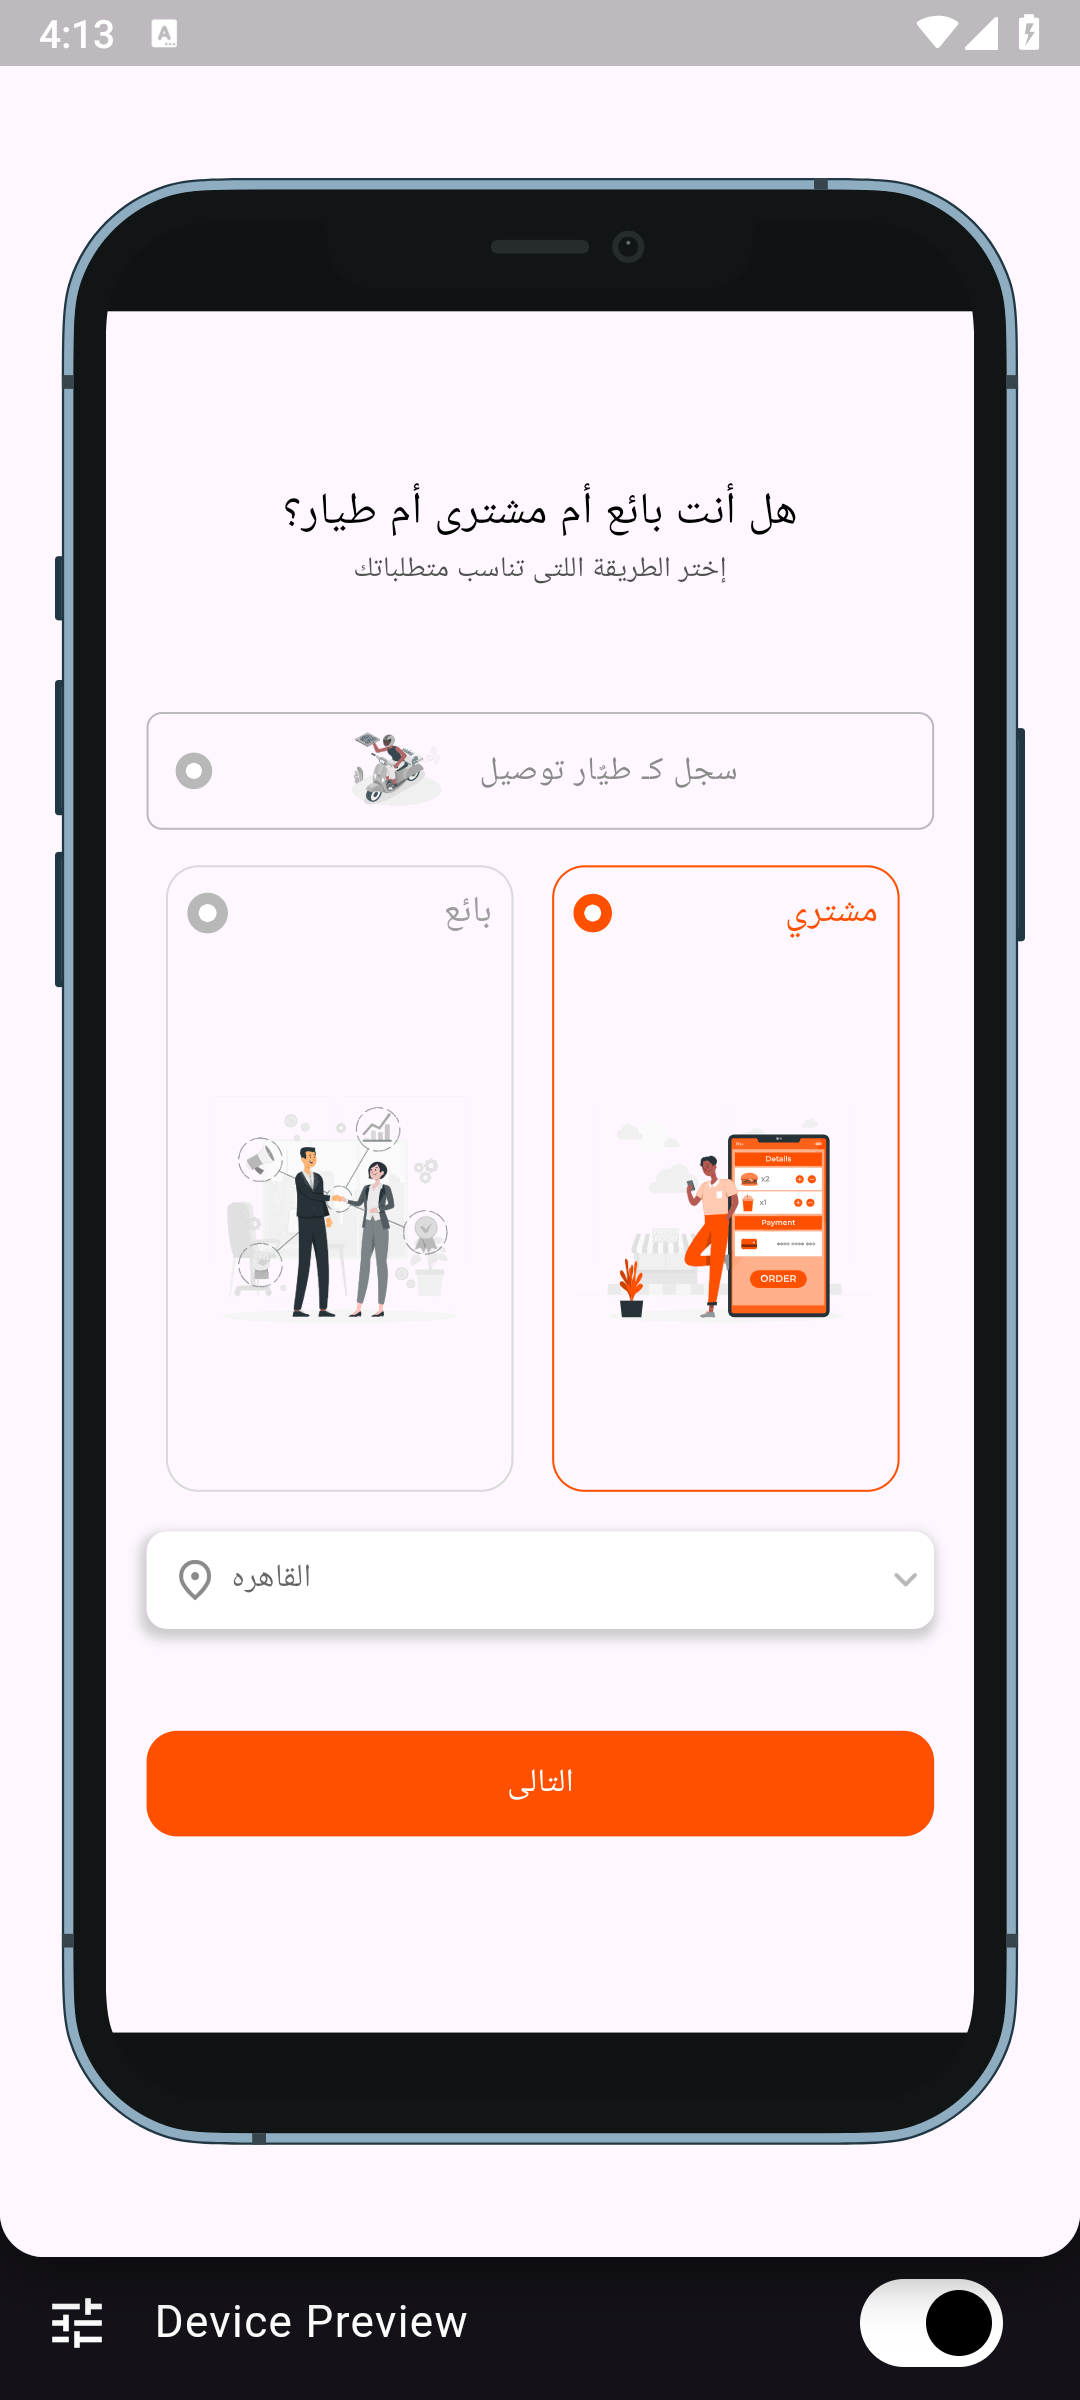 4:13
هل أنت بائع أم مشترى أم طيار؟
إختر الطريقة اللتى تناسب متطلباتك
سجل كـ طيّار توصيل
مشتري
بائع
Details
x2
x1
Payment
ORDER
القاهره
التالى
Device Preview